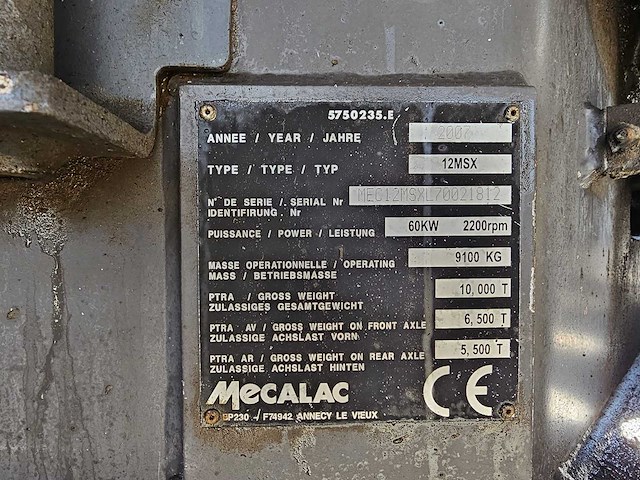 5750235.E
ANNEE / YEAR / JAHRE 2007
TYPE / TYPE / TYP 12MSX
N° DE SERIE / SERIAL Nr
IDENTIFIRUNG. Nr
PUISSANCE / POWER / LEISTUNG 60KW 2200rpm
MASSE OPERATIONNELLE / OPERATING 9100 KG
MASS / BETRIEBSMASSE
PTRA / GROSS WEIGHT 10,000 T
ZULASSIGES GESAMTGEWICHT
PTRA AV / GROSS WEIGHT ON FRONT AXLE 6,500 T
ZULASSIGE ACHSLAST VORN
PTRA AR / GROSS WEIGHT ON REAR AXLE 5,500 T
ZULASSIGE ACHSLAST HINTEN
MECALAC CE
BP230 - F74942 ANNECY LE VIEUX